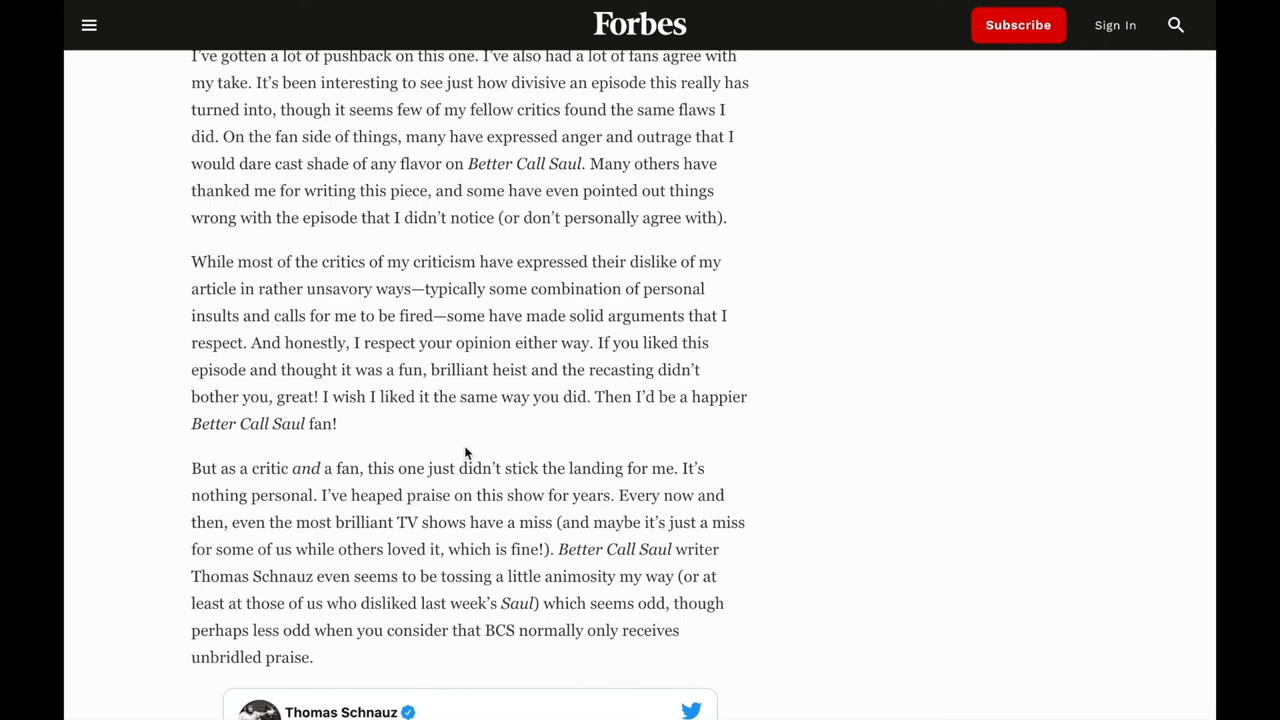 Forbes
Subscribe
Sign In
I’ve gotten a lot of pushback on this one. I’ve also had a lot of fans agree with
my take. It’s been interesting to see just how divisive an episode this really has
turned into, though it seems few of my fellow critics found the same flaws I
did. On the fan side of things, many have expressed anger and outrage that I
would dare cast shade of any flavor on Better Call Saul. Many others have
thanked me for writing this piece, and some have even pointed out things
wrong with the episode that I didn’t notice (or don’t personally agree with).
While most of the critics of my criticism have expressed their dislike of my
article in rather unsavory ways—typically some combination of personal
insults and calls for me to be fired—some have made solid arguments that I
respect. And honestly, I respect your opinion either way. If you liked this
episode and thought it was a fun, brilliant heist and the recasting didn’t
bother you, great! I wish I liked it the same way you did. Then I’d be a happier
Better Call Saul fan!
But as a critic and a fan, this one just didn’t stick the landing for me. It’s
nothing personal. I’ve heaped praise on this show for years. Every now and
then, even the most brilliant TV shows have a miss (and maybe it’s just a miss
for some of us while others loved it, which is fine!). Better Call Saul writer
Thomas Schnauz even seems to be tossing a little animosity my way (or at
least at those of us who disliked last week’s Saul) which seems odd, though
perhaps less odd when you consider that BCS normally only receives
unbridled praise.
Thomas Schnauz